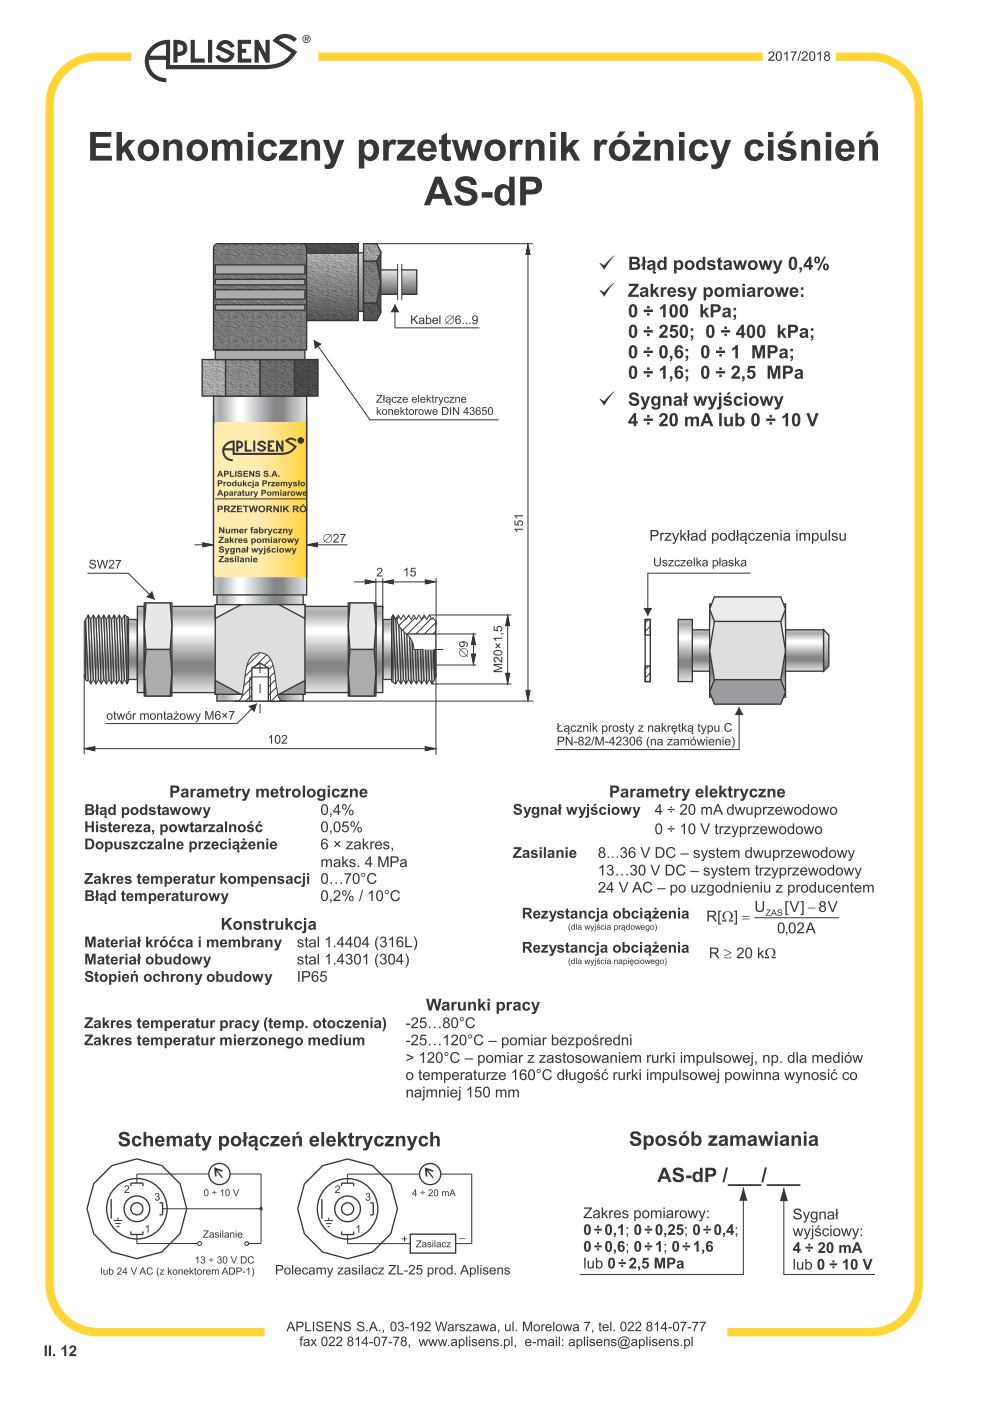 APLISENS ®
2017/2018
Ekonomiczny przetwornik różnicy ciśnień
AS-dP
Błąd podstawowy 0,4%
Zakresy pomiarowe:
0 ÷ 100 kPa;
0 ÷ 250; 0 ÷ 400 kPa;
0 ÷ 0,6; 0 ÷ 1 MPa;
0 ÷ 1,6; 0 ÷ 2,5 MPa
Sygnał wyjściowy
4 ÷ 20 mA lub 0 ÷ 10 V
Kabel ∅6...9
Złącze elektryczne
konektorowe DIN 43650
APLISENS
APLISENS S.A.
Produkcja Przemysło
Aparatury Pomiarowe
PRZETWORNIK RÓ
Numer fabryczny
Zakres pomiarowy
Sygnał wyjściowy
Zasilanie
∅27
151
SW27
2
15
∅9
M20×1,5
otwór montażowy M6×7
102
Przykład podłączenia impulsu
Uszczelka płaska
Łącznik prosty z nakrętką typu C
PN-82/M-42306 (na zamówienie)
Parametry metrologiczne
Błąd podstawowy 0,4%
Histereza, powtarzalność 0,05%
Dopuszczalne przeciążenie 6 × zakres,
maks. 4 MPa
Zakres temperatur kompensacji 0…70°C
Błąd temperaturowy 0,2% / 10°C
Konstrukcja
Materiał króćca i membrany stal 1.4404 (316L)
Materiał obudowy stal 1.4301 (304)
Stopień ochrony obudowy IP65
Parametry elektryczne
Sygnał wyjściowy 4 ÷ 20 mA dwuprzewodowo
0 ÷ 10 V trzyprzewodowo
Zasilanie 8…36 V DC – system dwuprzewodowy
13…30 V DC – system trzyprzewodowy
24 V AC – po uzgodnieniu z producentem
Rezystancja obciążenia R[Ω] = UZAS[V] – 8V
(dla wyjścia prądowego) 0,02A
Rezystancja obciążenia R ≥ 20 kΩ
(dla wyjścia napięciowego)
Warunki pracy
Zakres temperatur pracy (temp. otoczenia) -25…80°C
Zakres temperatur mierzonego medium -25…120°C – pomiar bezpośredni
> 120°C – pomiar z zastosowaniem rurki impulsowej, np. dla mediów
o temperaturze 160°C długość rurki impulsowej powinna wynosić co
najmniej 150 mm
Schematy połączeń elektrycznych
2
3
1
0 ÷ 10 V
Zasilanie
13 ÷ 30 V DC
lub 24 V AC (z konektorem ADP-1)
2
3
1
4 ÷ 20 mA
+ Zasilacz –
Polecamy zasilacz ZL-25 prod. Aplisens
Sposób zamawiania
AS-dP /___/___
Zakres pomiarowy:
0÷0,1; 0÷0,25; 0÷0,4;
0÷0,6; 0÷1; 0÷1,6
lub 0÷2,5 MPa
Sygnał
wyjściowy:
4 ÷ 20 mA
lub 0 ÷ 10 V
APLISENS S.A., 03-192 Warszawa, ul. Morelowa 7, tel. 022 814-07-77
fax 022 814-07-78, www.aplisens.pl, e-mail: aplisens@aplisens.pl
II. 12